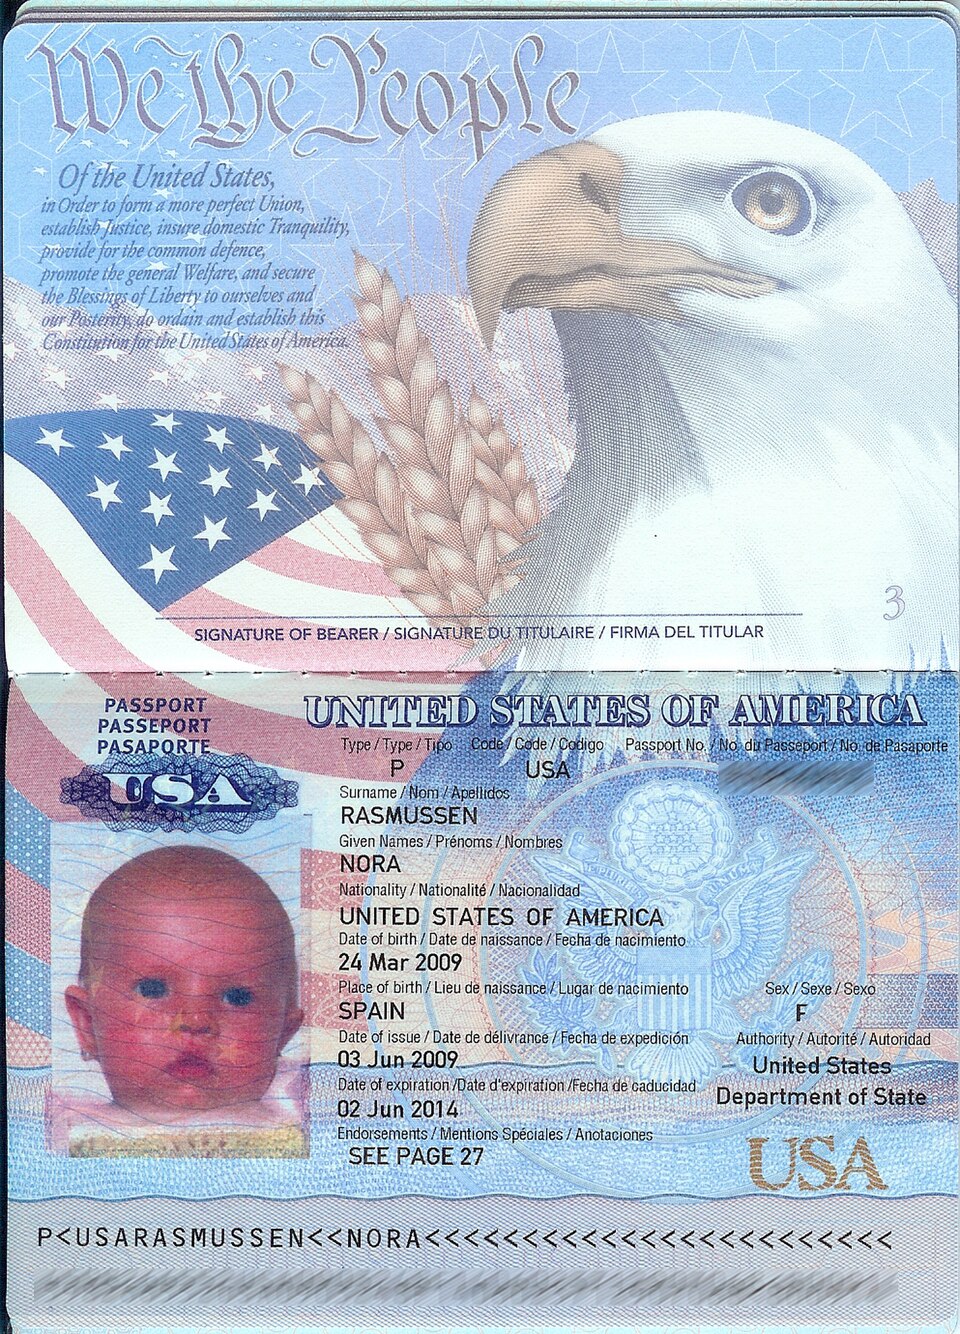 We the People
Of the United States,
in Order to form a more perfect Union,
establish Justice, insure domestic Tranquility,
provide for the common defence,
promote the general Welfare, and secure
the Blessings of Liberty to ourselves and
our Posterity, do ordain and establish this
Constitution for the United States of America.
3
SIGNATURE OF BEARER / SIGNATURE DU TITULAIRE / FIRMA DEL TITULAR
PASSPORT
PASSEPORT
PASAPORTE
USA
UNITED STATES OF AMERICA
Type / Type / Tipo Code / Code / Codigo Passport No. / No. du Passeport / No. de Pasaporte
P USA
Surname / Nom / Apellidos
RASMUSSEN
Given Names / Prénoms / Nombres
NORA
Nationality / Nationalité / Nacionalidad
UNITED STATES OF AMERICA
Date of birth / Date de naissance / Fecha de nacimiento
24 Mar 2009
Place of birth / Lieu de naissance / Lugar de nacimiento Sex / Sexe / Sexo
SPAIN F
Date of issue / Date de délivrance / Fecha de expedición Authority / Autorité / Autoridad
03 Jun 2009 United States
Date of expiration /Date d'expiration /Fecha de caducidad Department of State
02 Jun 2014
Endorsements / Mentions Spéciales / Anotaciones
SEE PAGE 27
USA
P<USARASMUSSEN<<NORA<<<<<<<<<<<<<<<<<<<<<<<<